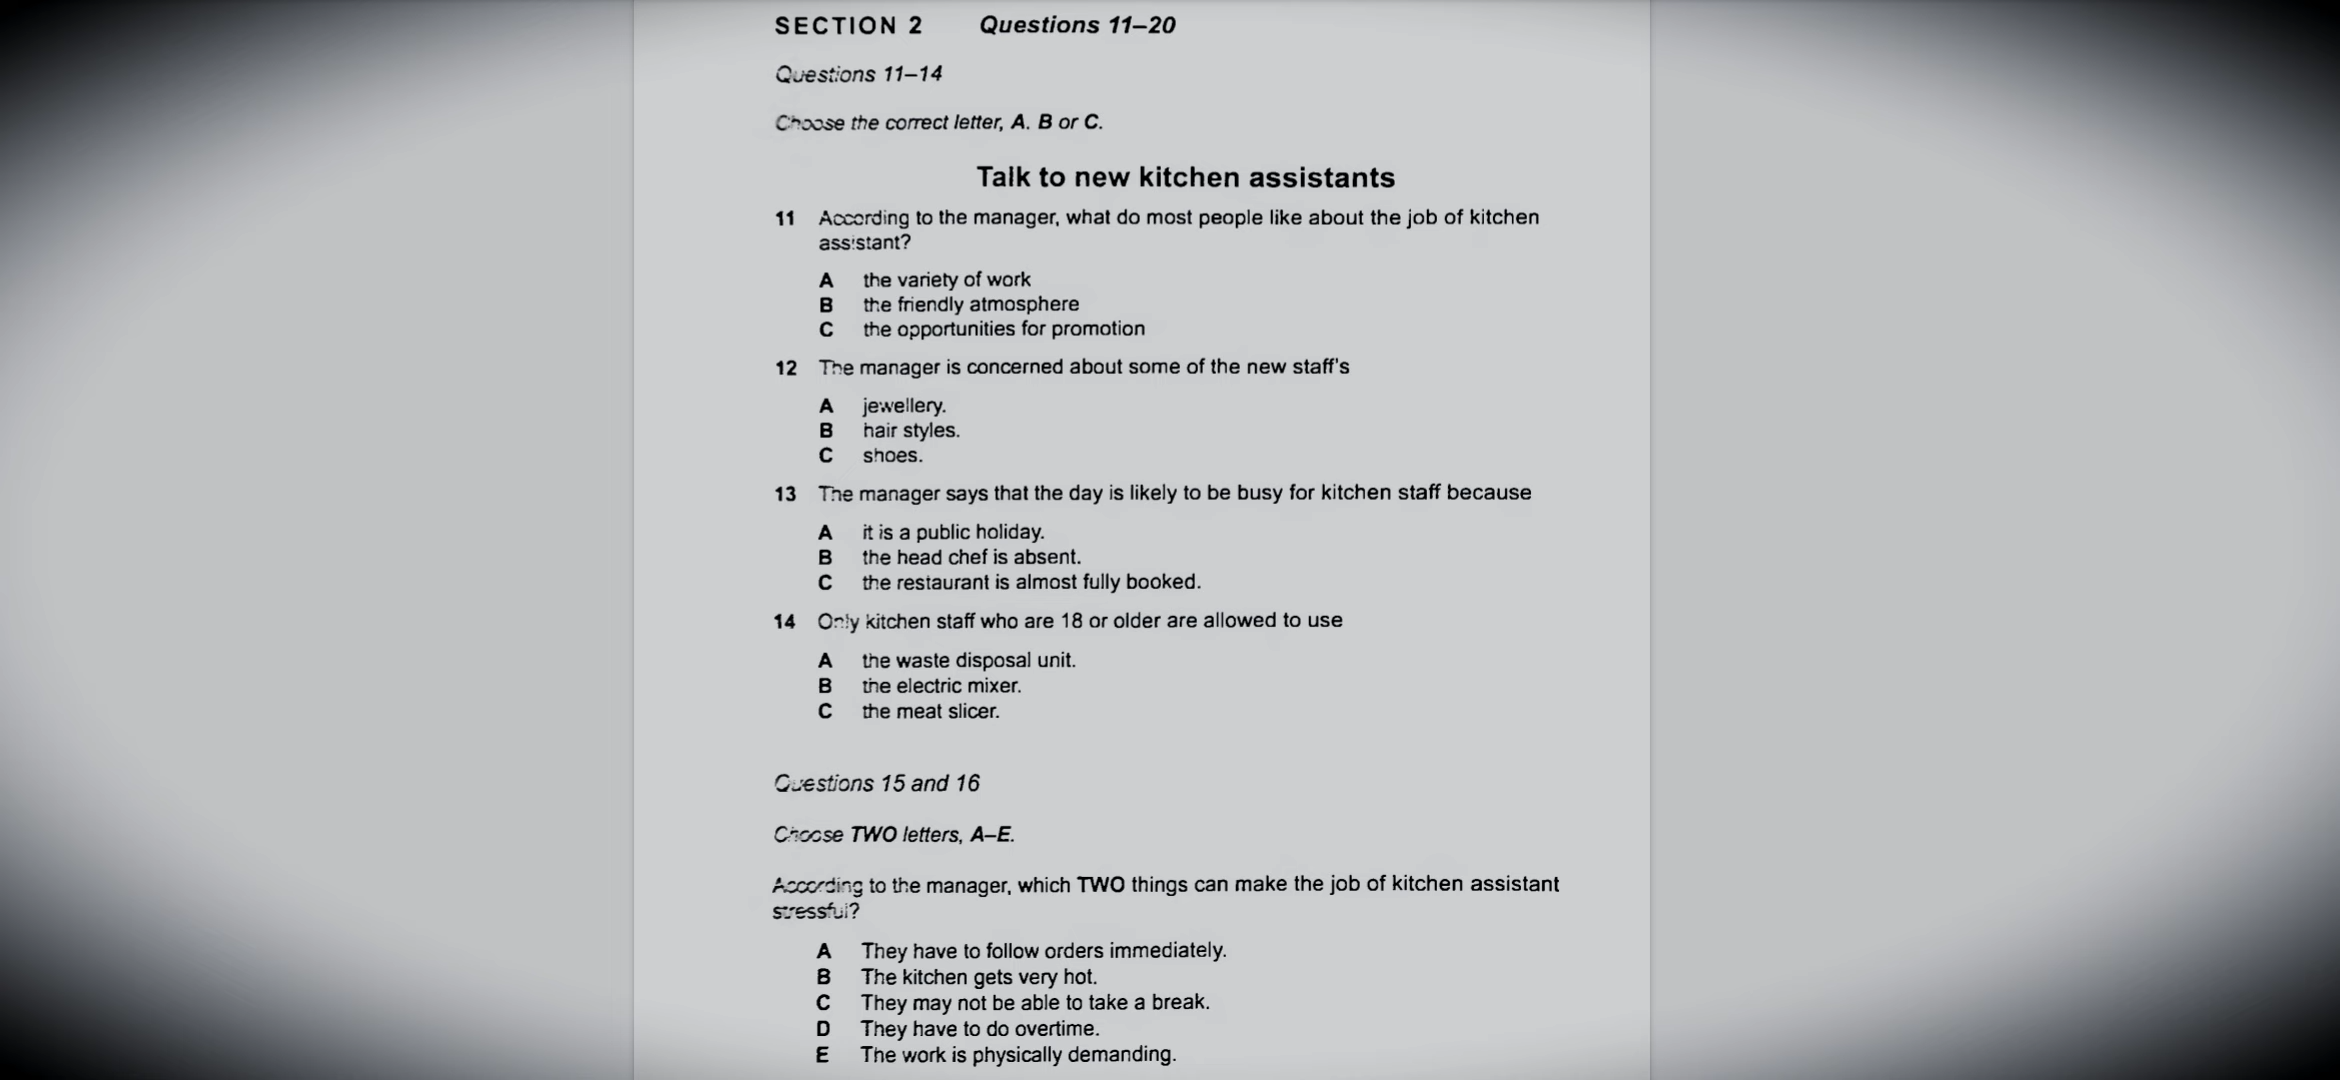 SECTION 2 Questions 11–20
Questions 11–14
Choose the correct letter, A. B or C.
Talk to new kitchen assistants
11 According to the manager, what do most people like about the job of kitchen
assistant?
A the variety of work
B the friendly atmosphere
C the opportunities for promotion
12 The manager is concerned about some of the new staff's
A jewellery.
B hair styles.
C shoes.
13 The manager says that the day is likely to be busy for kitchen staff because
A it is a public holiday.
B the head chef is absent.
C the restaurant is almost fully booked.
14 Only kitchen staff who are 18 or older are allowed to use
A the waste disposal unit.
B the electric mixer.
C the meat slicer.
Questions 15 and 16
Choose TWO letters, A–E.
According to the manager, which TWO things can make the job of kitchen assistant
stressful?
A They have to follow orders immediately.
B The kitchen gets very hot.
C They may not be able to take a break.
D They have to do overtime.
E The work is physically demanding.